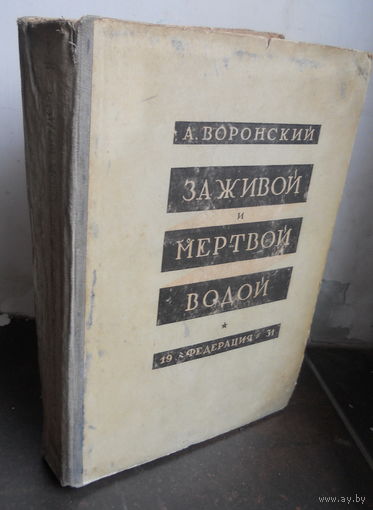 А. ВОРОНСКИЙ
ЗА ЖИВОЙ
И
МЕРТВОЙ
ВОДОЙ
19 ФЕДЕРАЦИЯ 31
www.ay.by